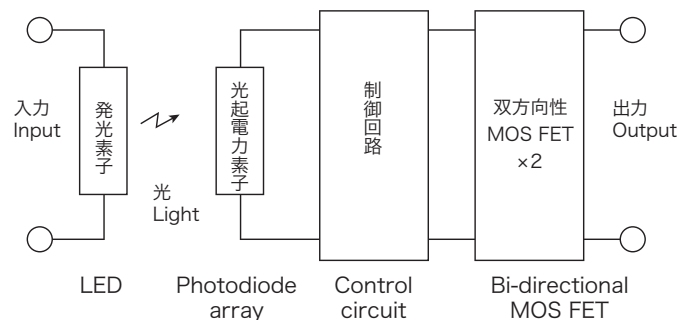 入力
Input
発光素子
光
Light
光起電力素子
制御回路
双方向性
MOS FET
×2
出力
Output
LED
Photodiode
array
Control
circuit
Bi-directional
MOS FET